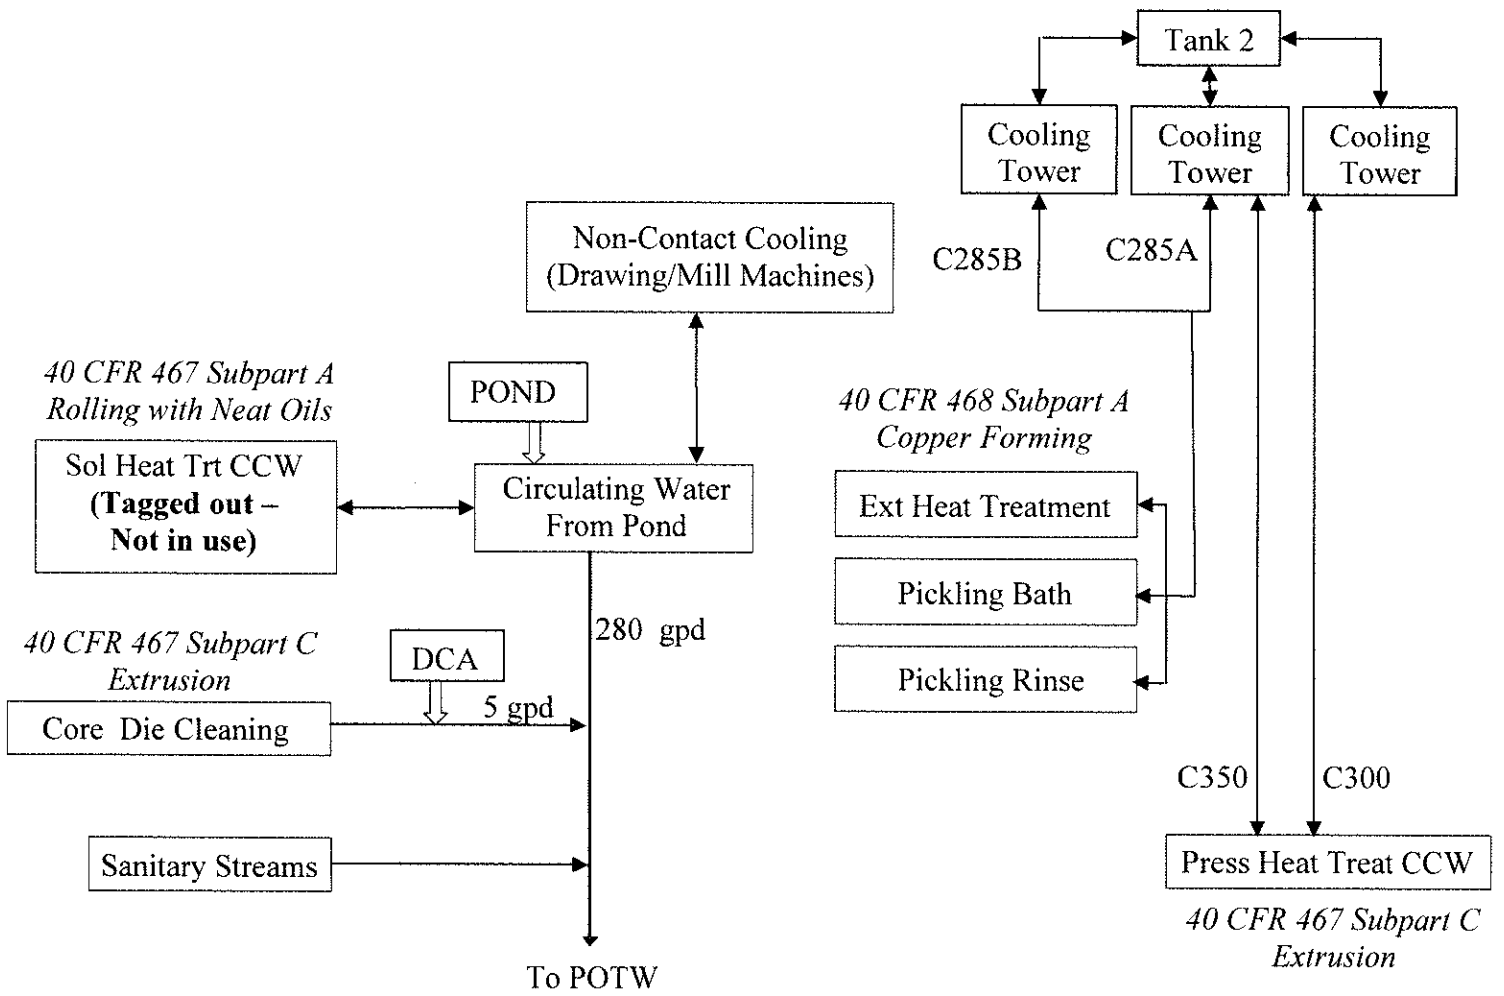 Tank 2
Cooling
Tower
Cooling
Tower
Cooling
Tower
C285B
C285A
Non-Contact Cooling
(Drawing/Mill Machines)
40 CFR 467 Subpart A
Rolling with Neat Oils
POND
Sol Heat Trt CCW
(Tagged out –
Not in use)
Circulating Water
From Pond
280 gpd
40 CFR 467 Subpart C
Extrusion
DCA
5 gpd
Core Die Cleaning
Sanitary Streams
To POTW
40 CFR 468 Subpart A
Copper Forming
Ext Heat Treatment
Pickling Bath
Pickling Rinse
C350
C300
Press Heat Treat CCW
40 CFR 467 Subpart C
Extrusion